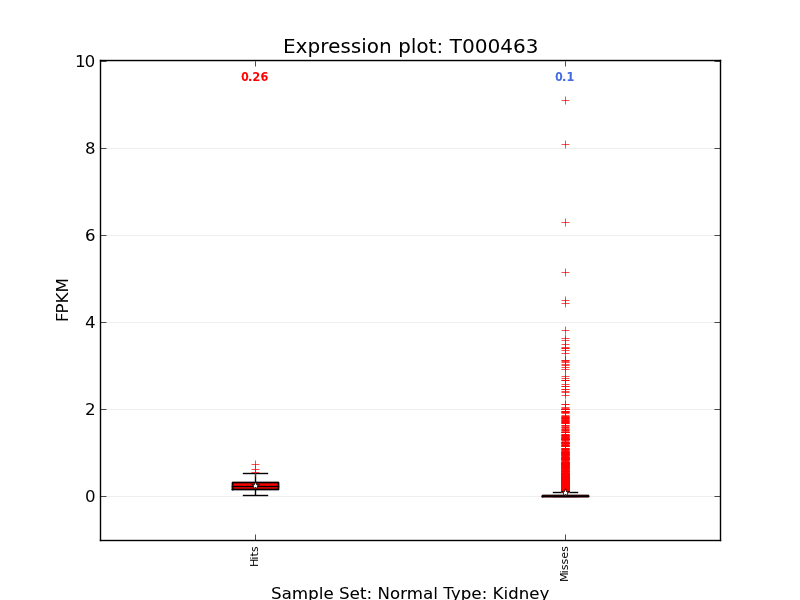 Expression plot: T000463
10
0.26
0.1
8
6
FPKM
4
2
0
Hits
Misses
Sample Set: Normal Type: Kidney